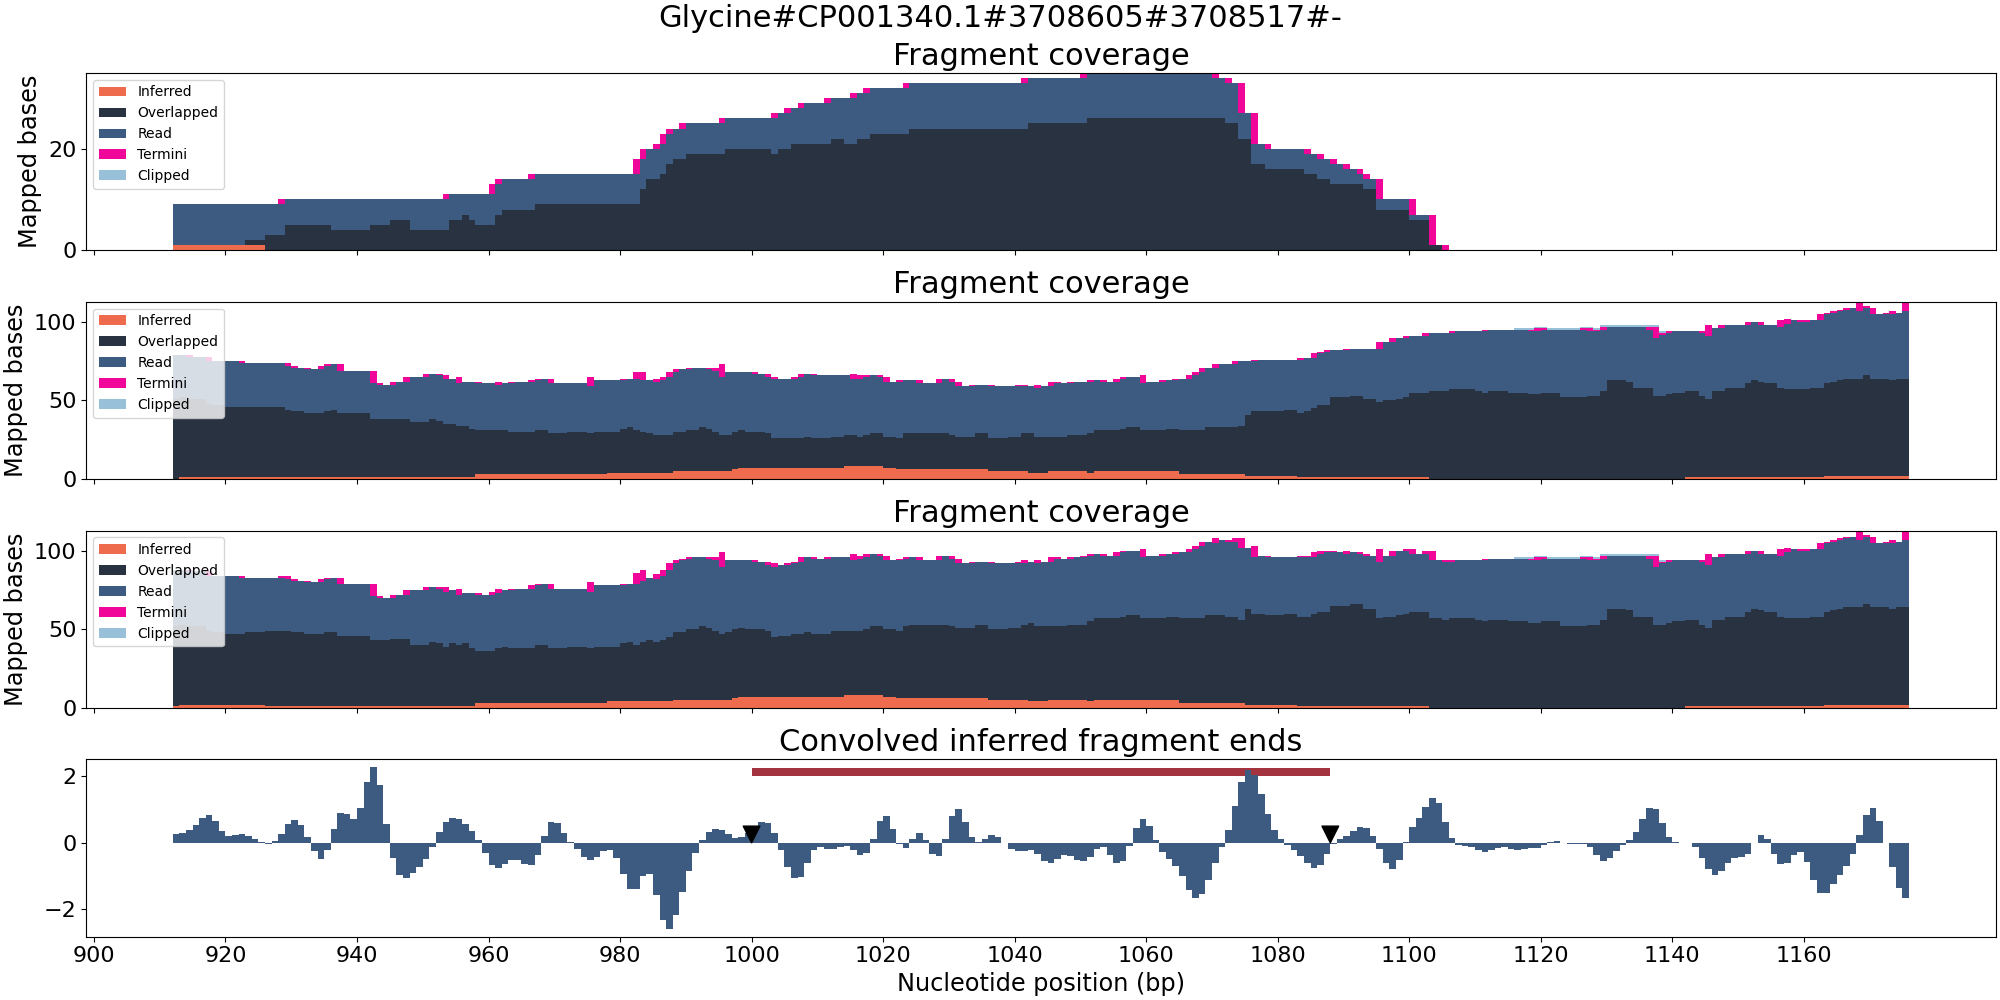 Glycine#CP001340.1#3708605#3708517#-
Fragment coverage
Mapped bases
20
0
Inferred
Overlapped
Read
Termini
Clipped
Fragment coverage
Mapped bases
100
50
0
Inferred
Overlapped
Read
Termini
Clipped
Fragment coverage
Mapped bases
100
50
0
Inferred
Overlapped
Read
Termini
Clipped
Convolved inferred fragment ends
2
0
−2
900 920 940 960 980 1000 1020 1040 1060 1080 1100 1120 1140 1160
Nucleotide position (bp)